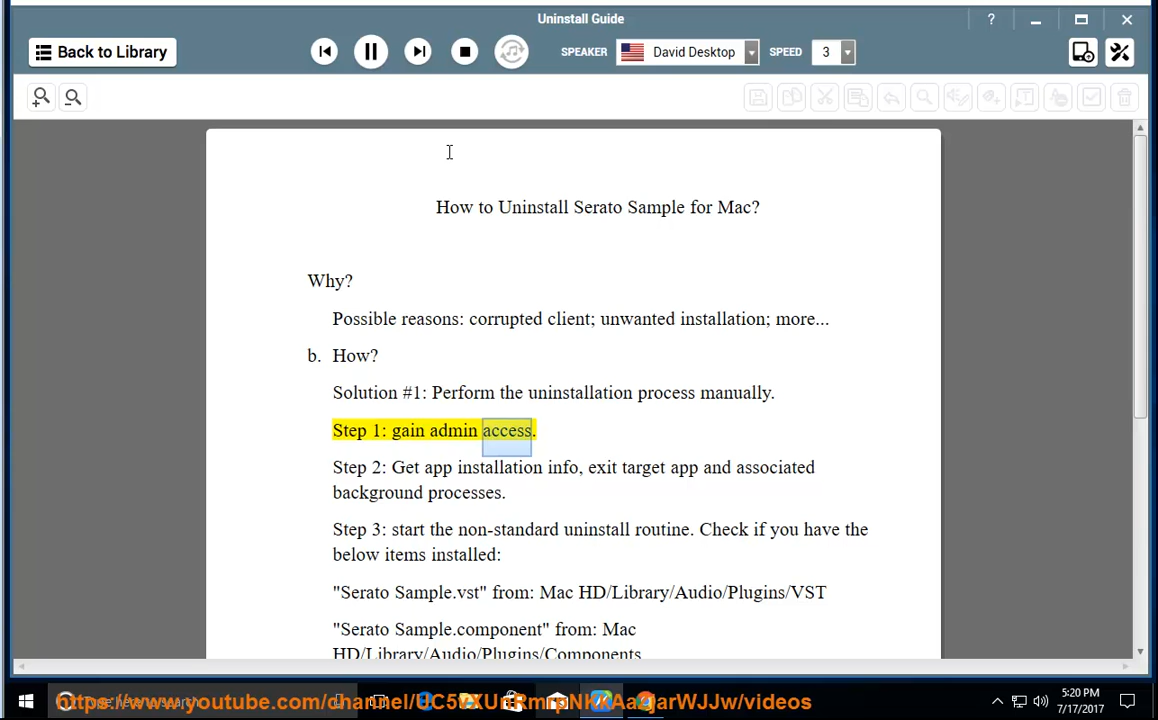 Uninstall Guide
?
Back to Library
SPEAKER
David Desktop
SPEED
3
How to Uninstall Serato Sample for Mac?
Why?
Possible reasons: corrupted client; unwanted installation; more...
b. How?
Solution #1: Perform the uninstallation process manually.
Step 1: gain admin access.
Step 2: Get app installation info, exit target app and associated
background processes.
Step 3: start the non-standard uninstall routine. Check if you have the
below items installed:
"Serato Sample.vst" from: Mac HD/Library/Audio/Plugins/VST
"Serato Sample.component" from: Mac
HD/Library/Audio/Plugins/Components
5:20 PM
7/17/2017